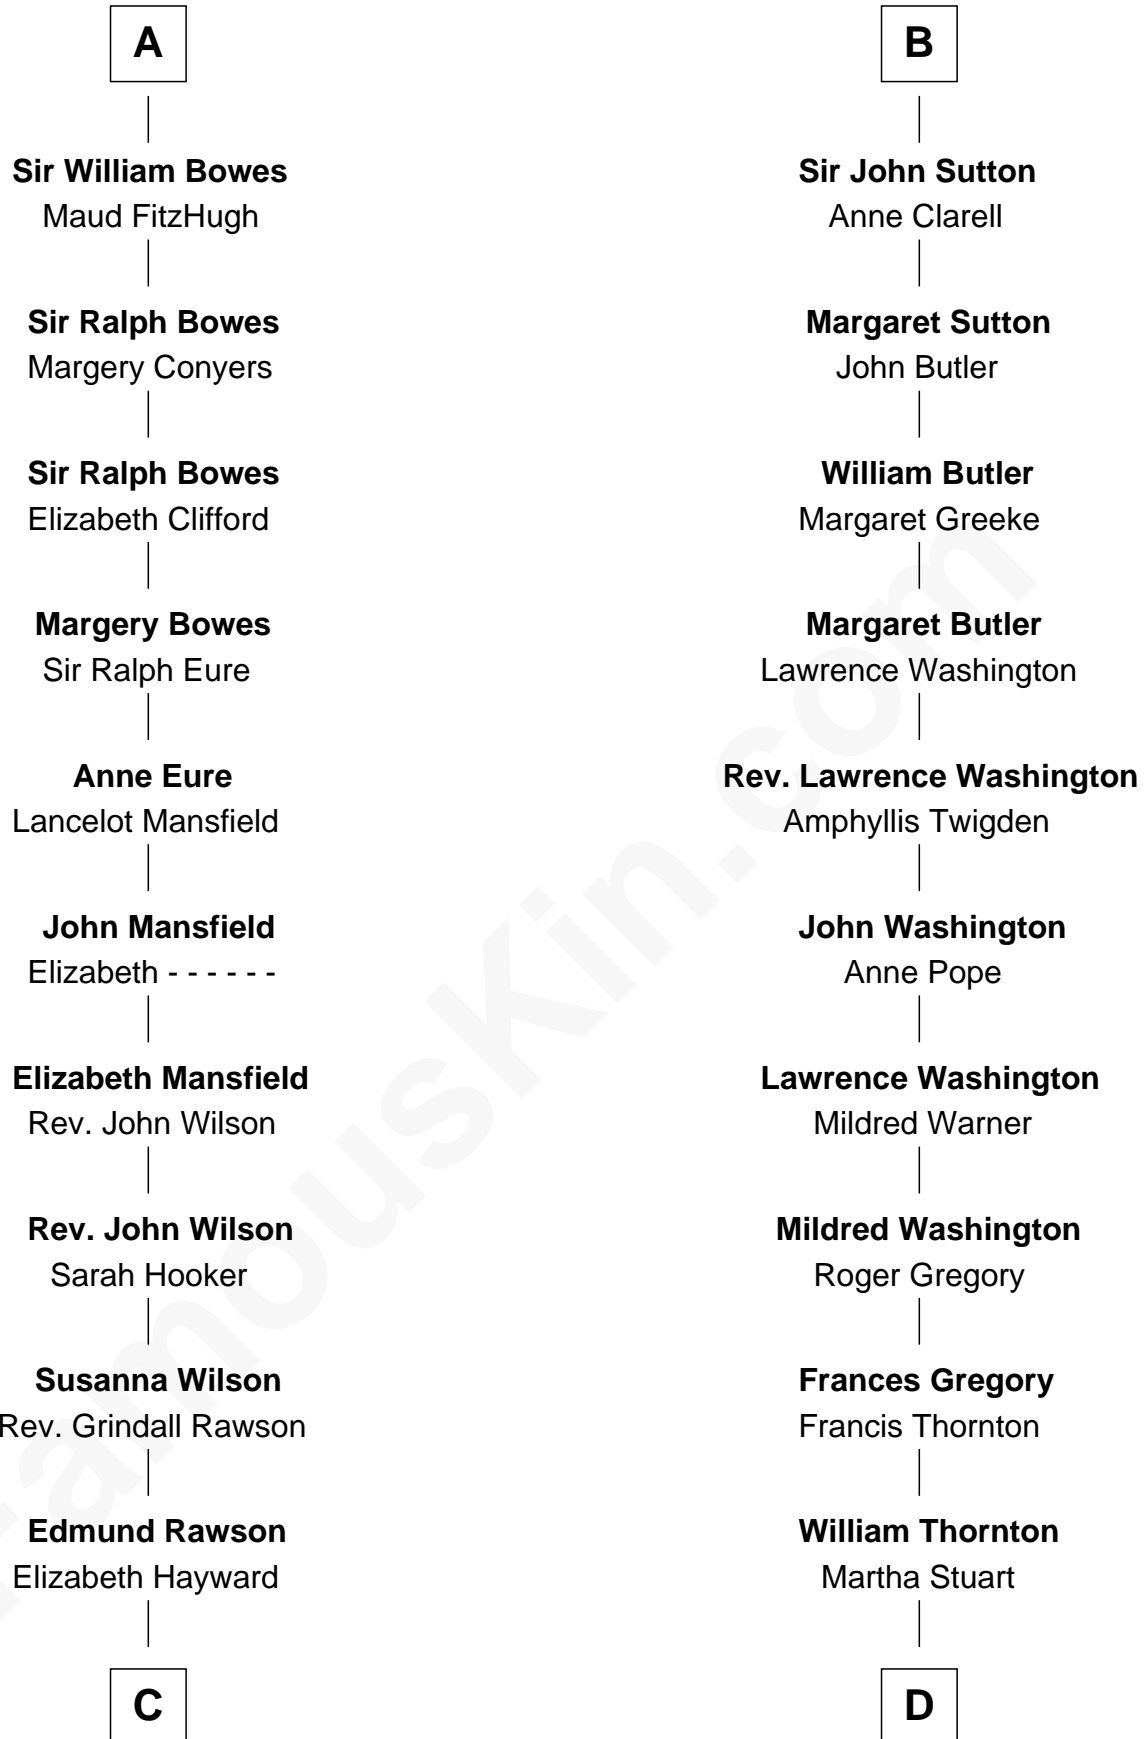 A
Sir William Bowes
Maud FitzHugh
Sir Ralph Bowes
Margery Conyers
Sir Ralph Bowes
Elizabeth Clifford
Margery Bowes
Sir Ralph Eure
Anne Eure
Lancelot Mansfield
John Mansfield
Elizabeth - - - - - -
Elizabeth Mansfield
Rev. John Wilson
Rev. John Wilson
Sarah Hooker
Susanna Wilson
Rev. Grindall Rawson
Edmund Rawson
Elizabeth Hayward
C
B
Sir John Sutton
Anne Clarell
Margaret Sutton
John Butler
William Butler
Margaret Greeke
Margaret Butler
Lawrence Washington
Rev. Lawrence Washington
Amphyllis Twigden
John Washington
Anne Pope
Lawrence Washington
Mildred Warner
Mildred Washington
Roger Gregory
Frances Gregory
Francis Thornton
William Thornton
Martha Stuart
D
FamousKin.com